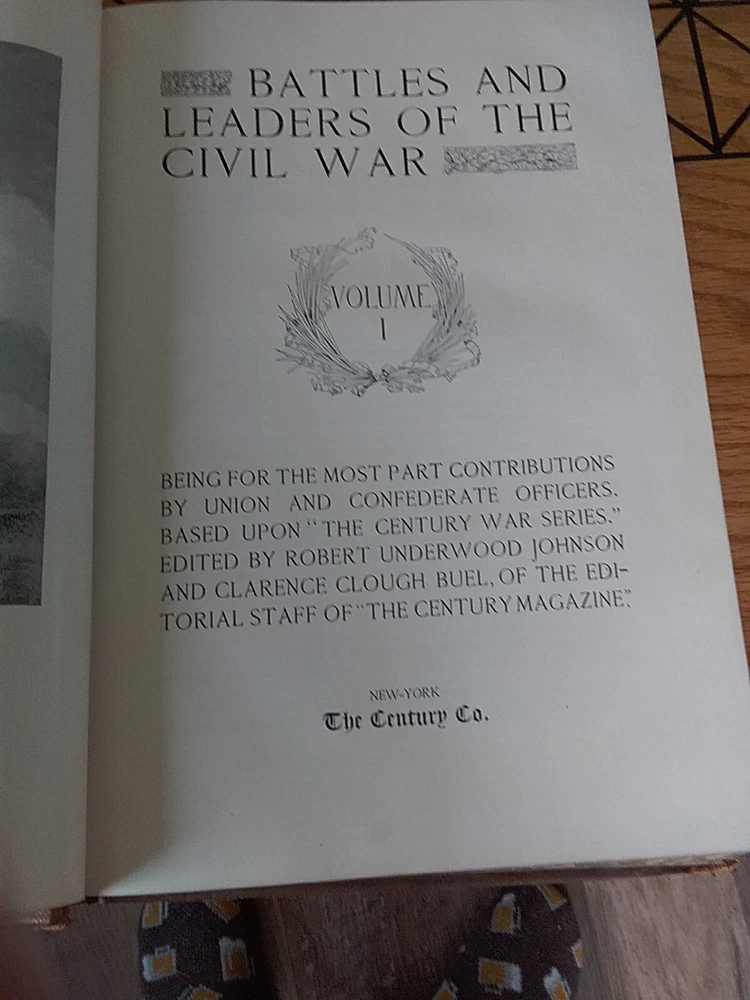 BATTLES AND
LEADERS OF THE
CIVIL WAR
VOLUME
I
BEING FOR THE MOST PART CONTRIBUTIONS
BY UNION AND CONFEDERATE OFFICERS.
BASED UPON "THE CENTURY WAR SERIES."
EDITED BY ROBERT UNDERWOOD JOHNSON
AND CLARENCE CLOUGH BUEL, OF THE EDI-
TORIAL STAFF OF "THE CENTURY MAGAZINE".
NEW-YORK
The Century Co.